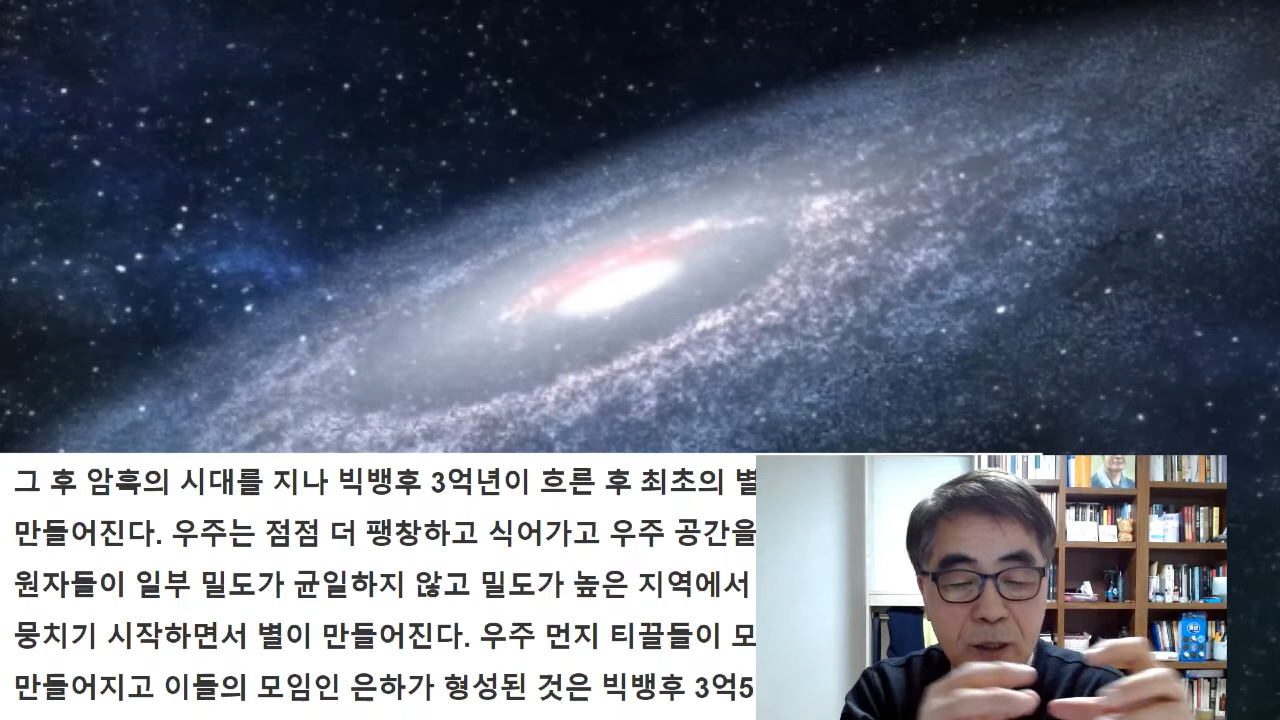 그 후 암흑의 시대를 지나 빅뱅후 3억년이 흐른 후 최초의 별
만들어진다. 우주는 점점 더 팽창하고 식어가고 우주 공간을
원자들이 일부 밀도가 균일하지 않고 밀도가 높은 지역에서
뭉치기 시작하면서 별이 만들어진다. 우주 먼지 티끌들이 모
만들어지고 이들의 모임인 은하가 형성된 것은 빅뱅후 3억5